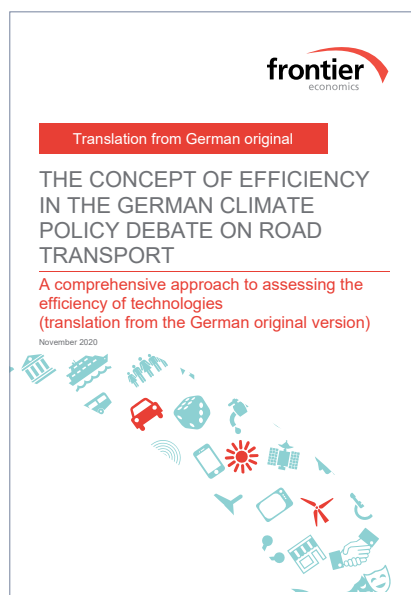 frontier
economics
Translation from German original
THE CONCEPT OF EFFICIENCY
IN THE GERMAN CLIMATE
POLICY DEBATE ON ROAD
TRANSPORT
A comprehensive approach to assessing the
efficiency of technologies
(translation from the German original version)
November 2020